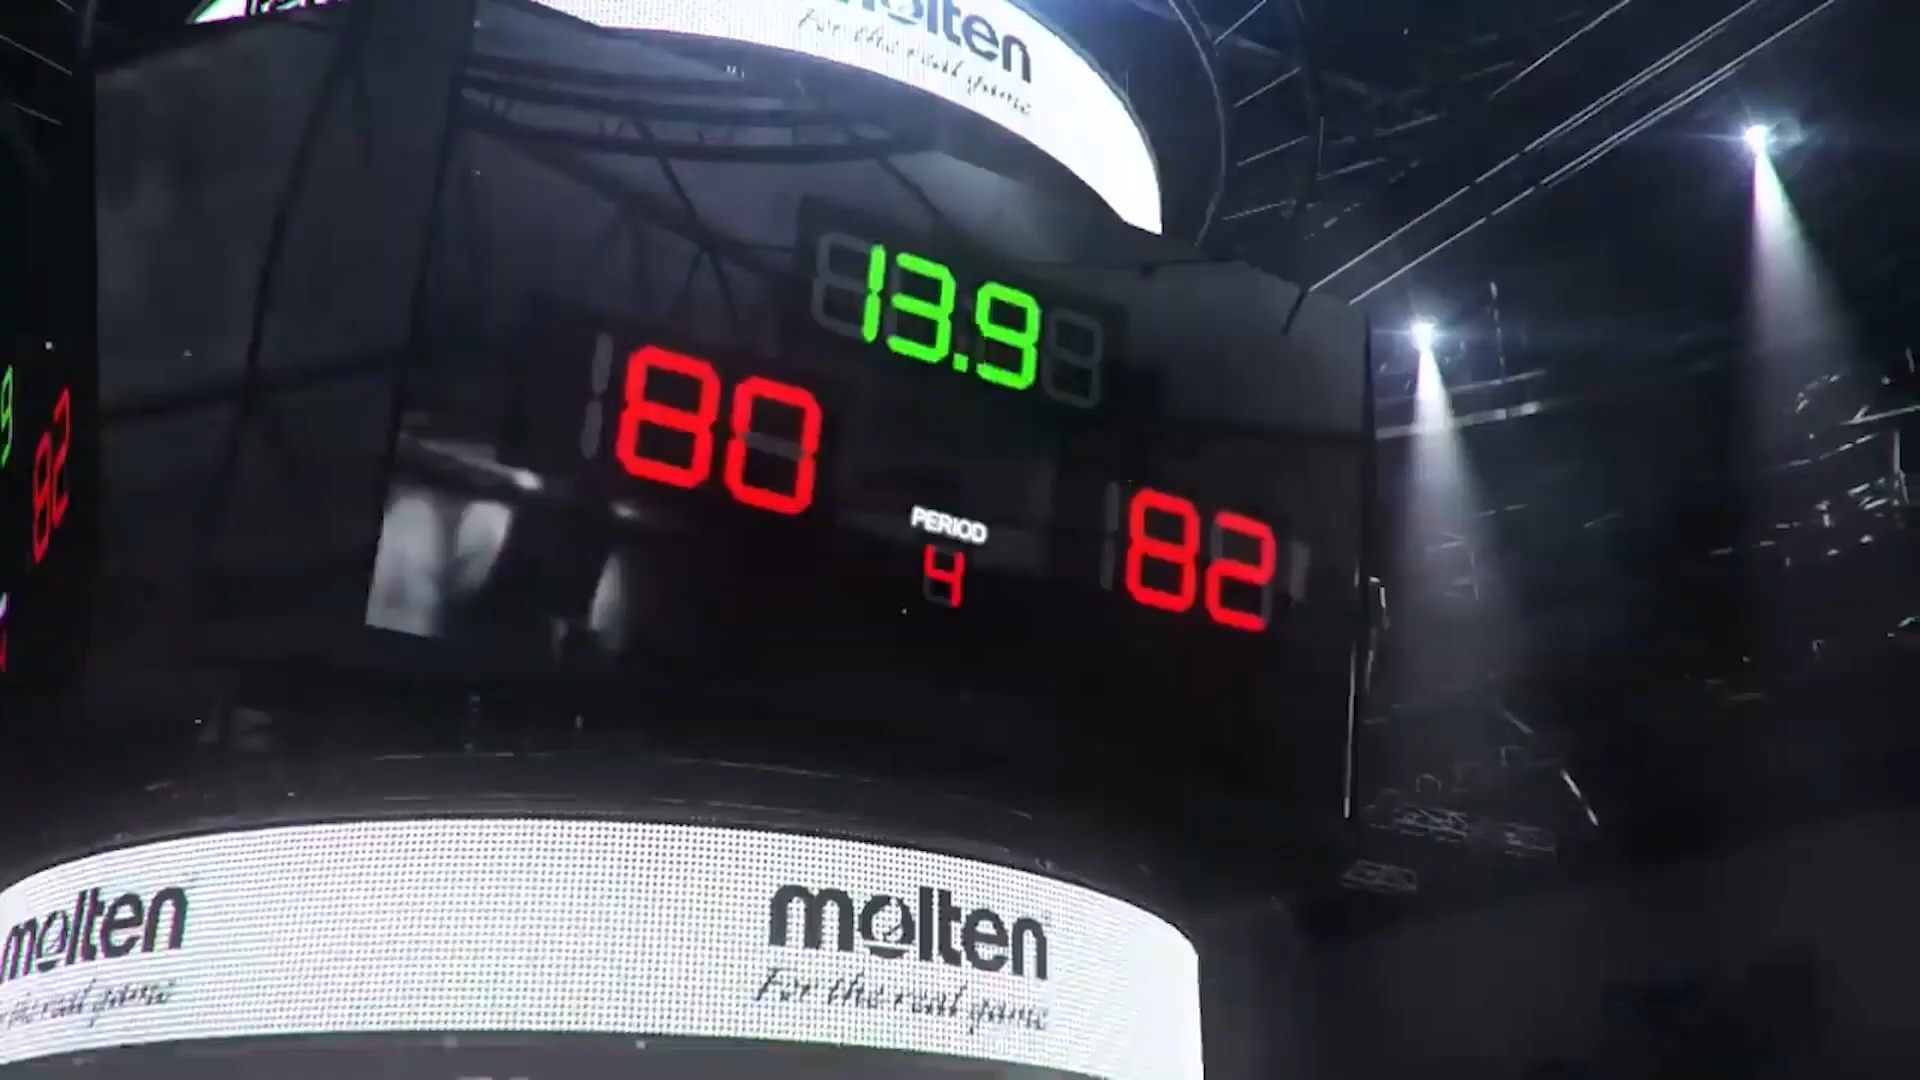 molten
For the real game
13.9
80
82
PERIOD
4
9
82
molten
For the real game
molten
For the real game